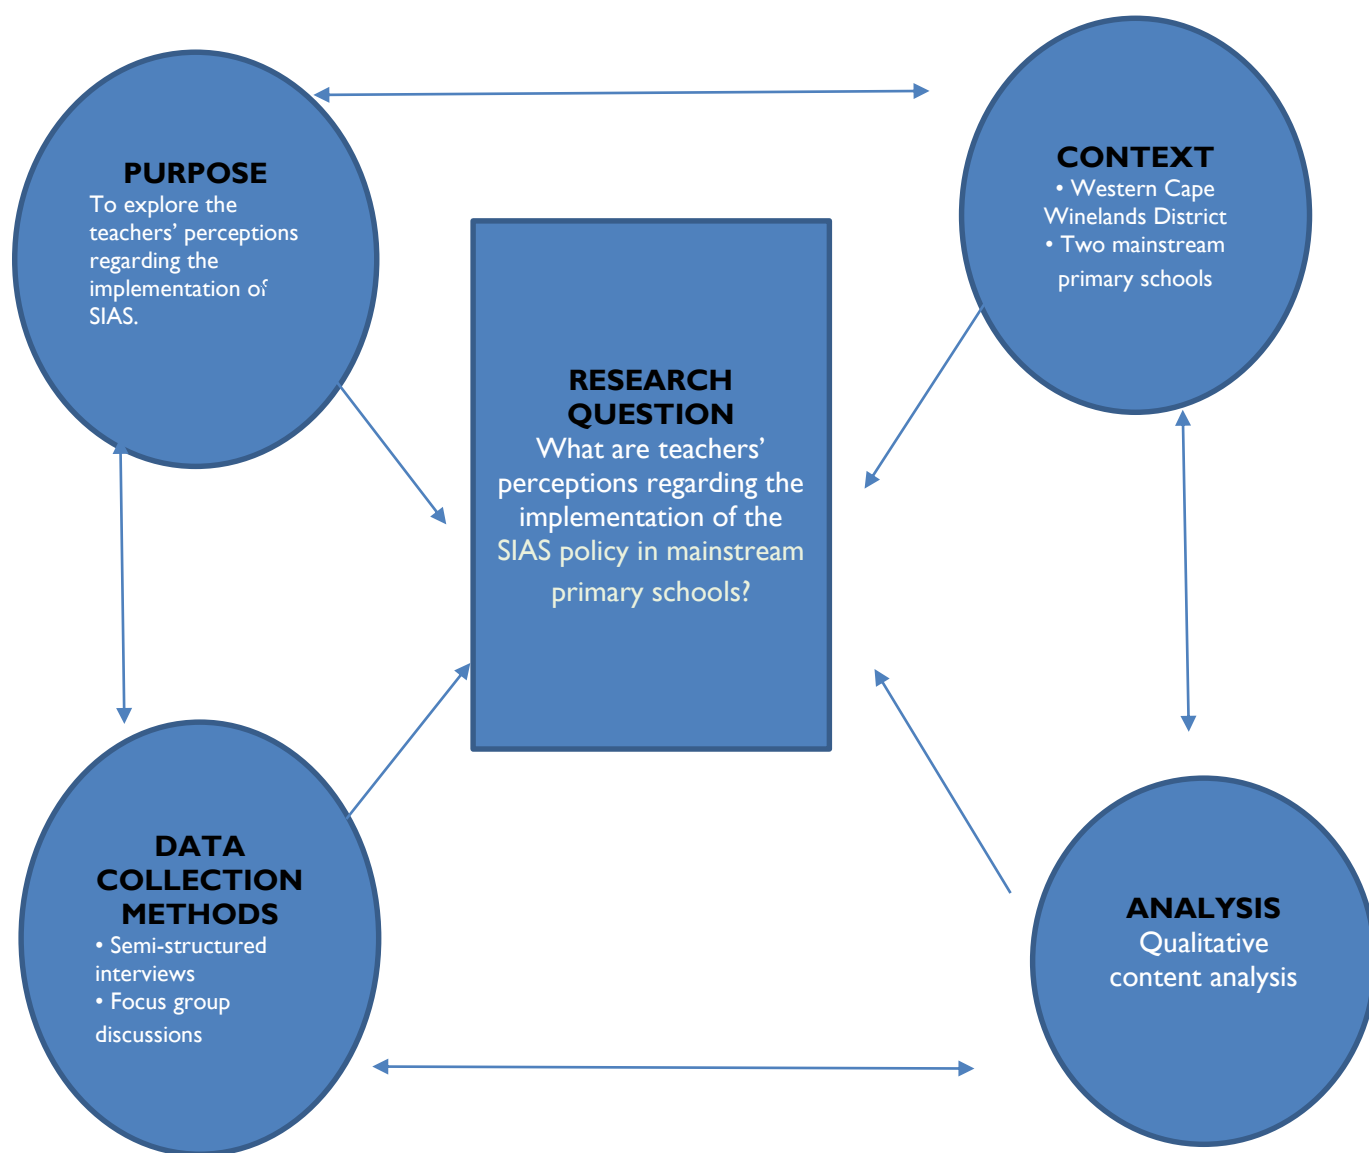 PURPOSE
To explore the
teachers’ perceptions
regarding the
implementation of
SIAS.
CONTEXT
• Western Cape
Winelands District
• Two mainstream
primary schools
RESEARCH
QUESTION
What are teachers’
perceptions regarding the
implementation of the
SIAS policy in mainstream
primary schools?
DATA
COLLECTION
METHODS
• Semi-structured
interviews
• Focus group
discussions
ANALYSIS
Qualitative
content analysis